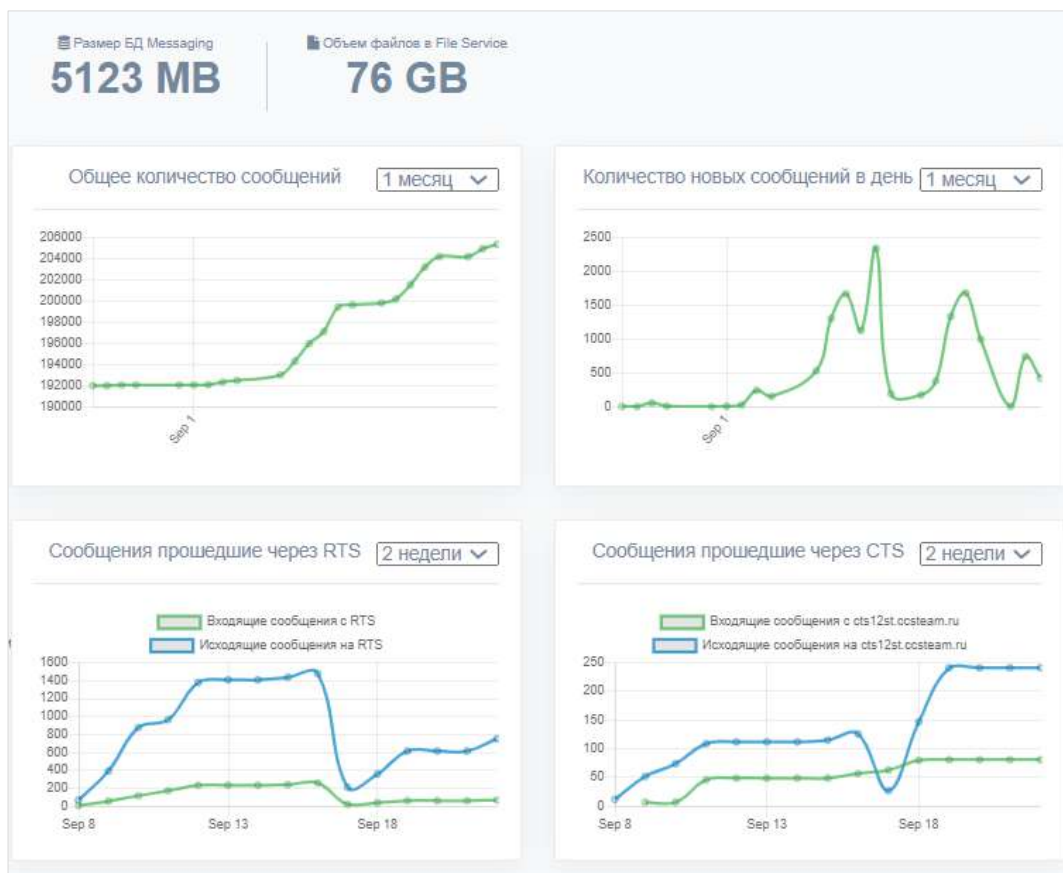 Размер БД Messaging
5123 MB
Объем файлов в File Service
76 GB
Общее количество сообщений
1 месяц
206000
204000
202000
200000
198000
196000
194000
192000
190000
Sep 1
Количество новых сообщений в день
1 месяц
2500
2000
1500
1000
500
0
Sep 1
Сообщения прошедшие через RTS
2 недели
Входящие сообщения с RTS
Исходящие сообщения на RTS
1600
1400
1200
1000
800
600
400
200
0
Sep 8
Sep 13
Sep 18
Сообщения прошедшие через CTS
2 недели
Входящие сообщения с cts12st.ccsteam.ru
Исходящие сообщения на cts12st.ccsteam.ru
250
200
150
100
50
0
Sep 8
Sep 13
Sep 18